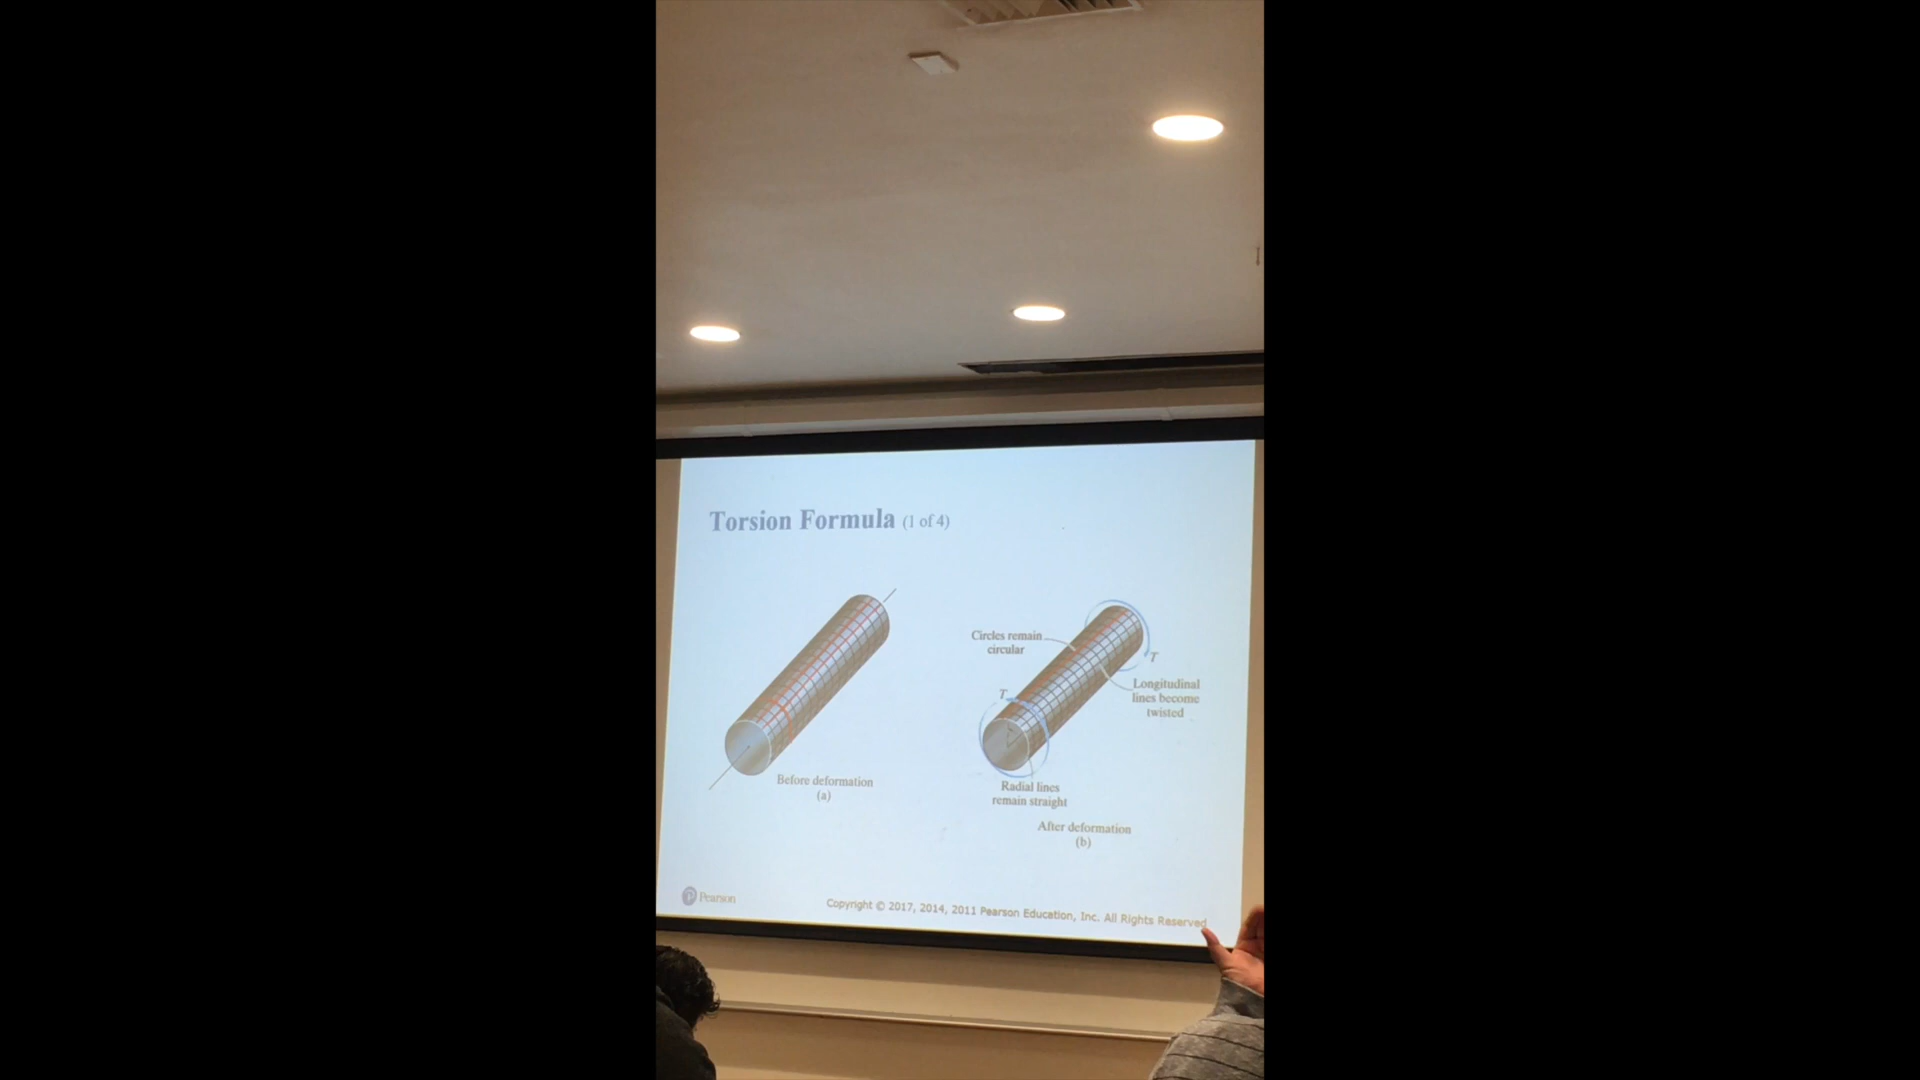 Torsion Formula (1 of 4)
Before deformation
(a)
Circles remain
circular
T
T
Longitudinal
lines become
twisted
Radial lines
remain straight
After deformation
(b)
Pearson
Copyright © 2017, 2014, 2011 Pearson Education, Inc. All Rights Reserved